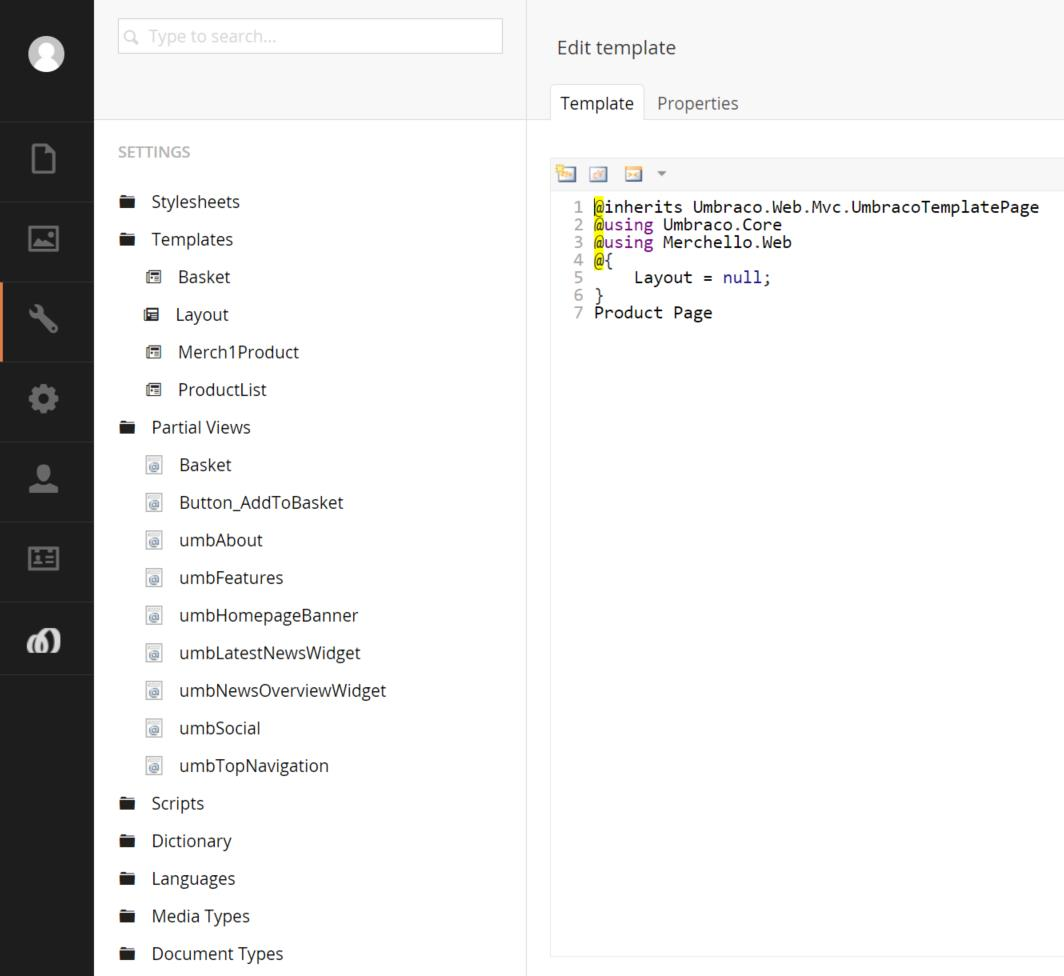 Type to search...
SETTINGS
Stylesheets
Templates
Basket
Layout
Merch1Product
ProductList
Partial Views
Basket
Button_AddToBasket
umbAbout
umbFeatures
umbHomepageBanner
umbLatestNewsWidget
umbNewsOverviewWidget
umbSocial
umbTopNavigation
Scripts
Dictionary
Languages
Media Types
Document Types
Edit template
Template Properties
1 @inherits Umbraco.Web.Mvc.UmbracoTemplatePage
2 @using Umbraco.Core
3 @using Merchello.Web
4 @{
5     Layout = null;
6 }
7 Product Page